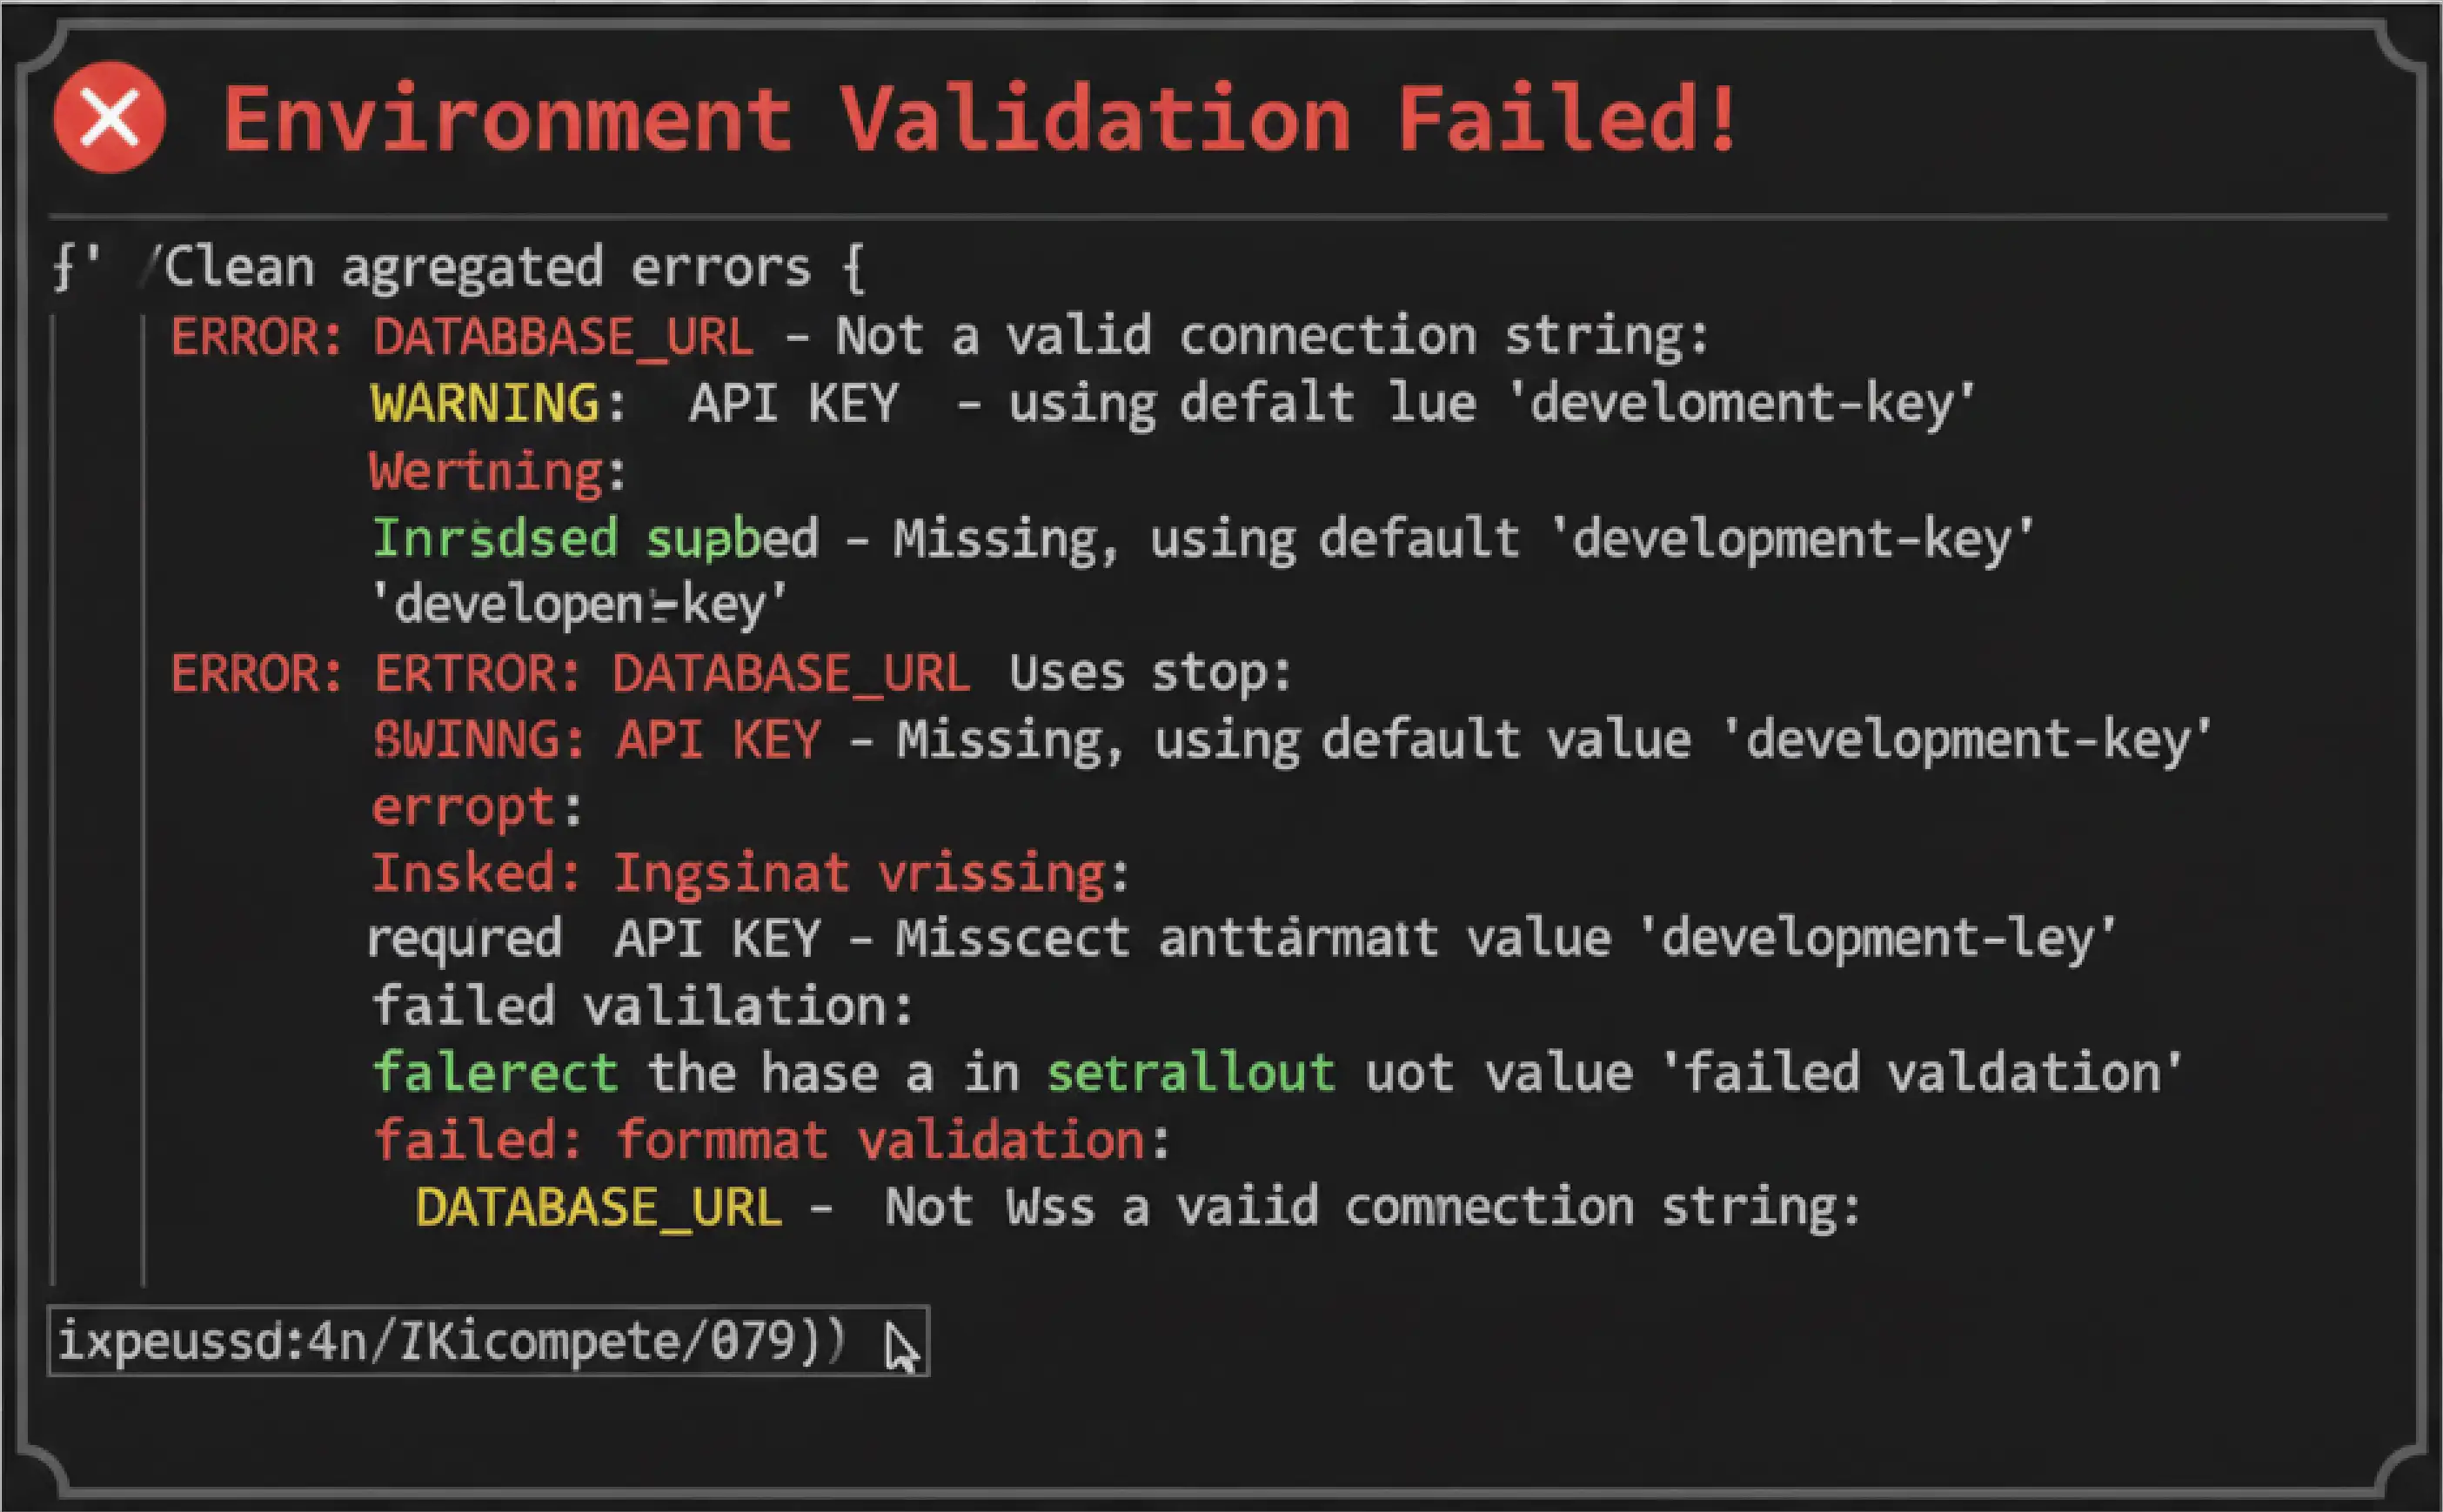 Environment Validation Failed!
ƒ' /Clean agregated errors {
ERROR: DATABBASE_URL – Not a valid connection string:
WARNING: API KEY – using defalt lue 'develoment-key'
Wertning:
Inrsdsed supbed – Missing, using default 'development-key'
'developen-key'
ERROR: ERTROR: DATABASE_URL Uses stop:
BWINNG: API KEY – Missing, using default value 'development-key'
erropt:
Insked: Ingsinat vrissing:
requred API KEY – Misscect anttármatt value 'development-ley'
failed valilation:
falerect the hase a in setrallout uot value 'failed valdation'
failed: formmat validation:
DATABASE_URL – Not Wss a vaiid comnection string:
ixpeussd:4n/IKicompete/079))